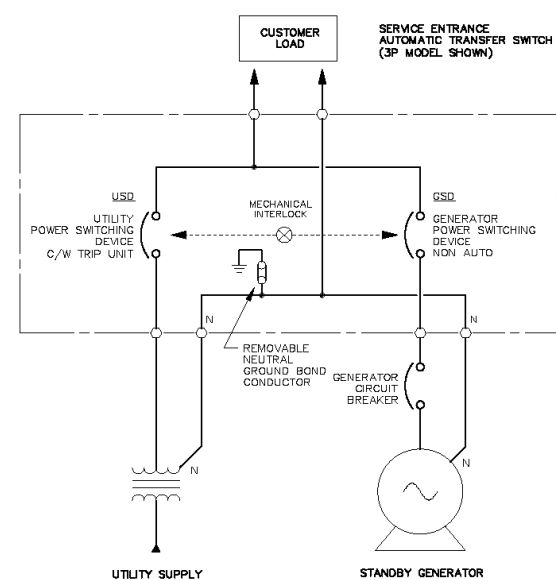 CUSTOMER
LOAD
SERVICE ENTRANCE
AUTOMATIC TRANSFER SWITCH
(3P MODEL SHOWN)
USD
UTILITY
POWER SWITCHING
DEVICE
C/W TRIP UNIT
MECHANICAL
INTERLOCK
GSD
GENERATOR
POWER SWITCHING
DEVICE
NON AUTO
N
N
REMOVABLE
NEUTRAL
GROUND BOND
CONDUCTOR
GENERATOR
CIRCUIT
BREAKER
N
N
UTILITY SUPPLY
STANDBY GENERATOR